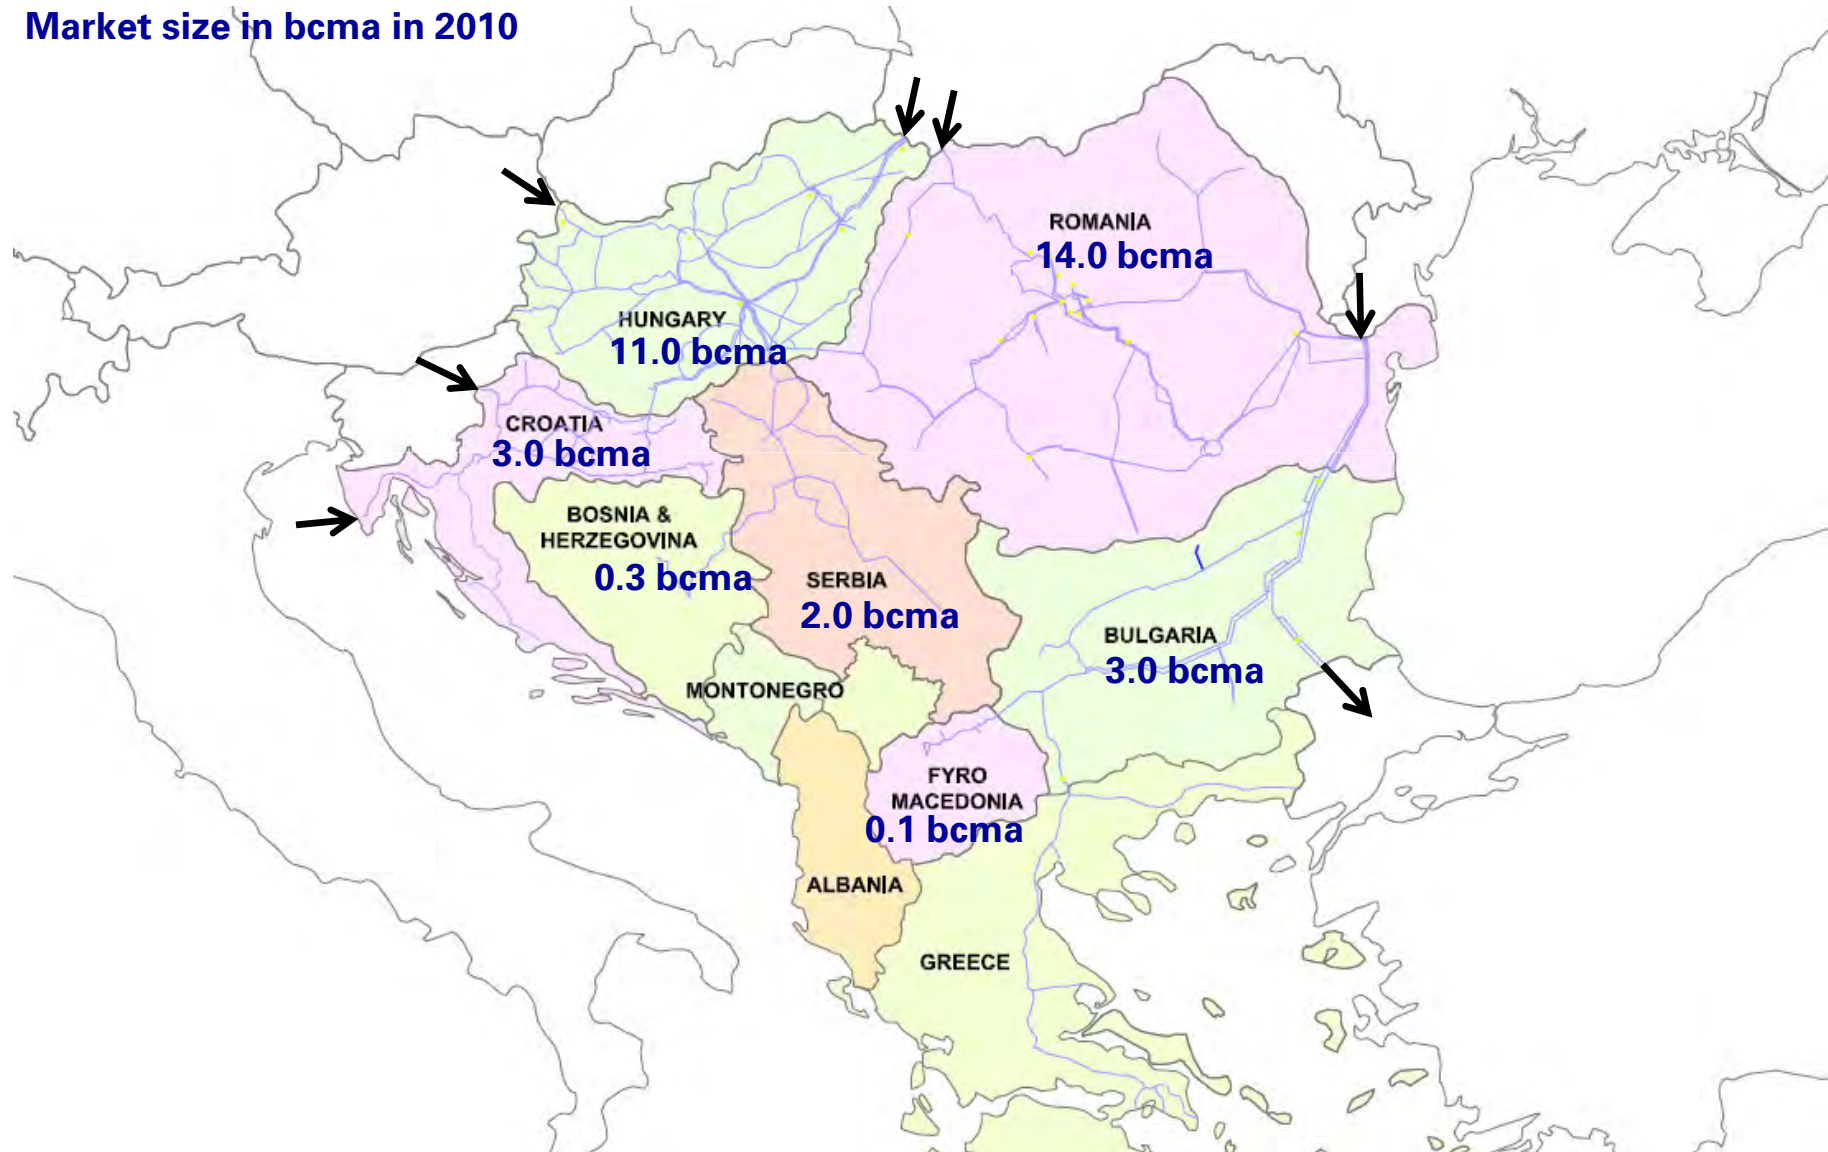 Market size in bcma in 2010
ROMANIA
14.0 bcma
HUNGARY
11.0 bcma
CROATIA
3.0 bcma
BOSNIA &
HERZEGOVINA
0.3 bcma
SERBIA
2.0 bcma
BULGARIA
3.0 bcma
MONTONEGRO
FYRO
MACEDONIA
0.1 bcma
ALBANIA
GREECE